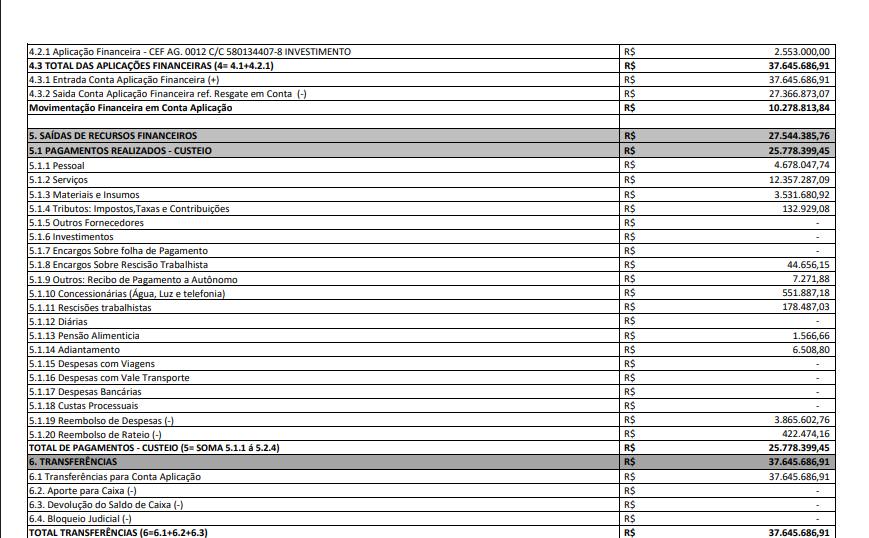 4.2.1 Aplicação Financeira - CEF AG. 0012 C/C 580134407-8 INVESTIMENTO R$ 2.553.000,00
4.3 TOTAL DAS APLICAÇÕES FINANCEIRAS (4= 4.1+4.2.1) R$ 37.645.686,91
4.3.1 Entrada Conta Aplicação Financeira (+) R$ 37.645.686,91
4.3.2 Saida Conta Aplicação Financeira ref. Resgate em Conta (-) R$ 27.366.873,07
Movimentação Financeira em Conta Aplicação R$ 10.278.813,84
5. SAÍDAS DE RECURSOS FINANCEIROS R$ 27.544.385,76
5.1 PAGAMENTOS REALIZADOS - CUSTEIO R$ 25.778.399,45
5.1.1 Pessoal R$ 4.678.047,74
5.1.2 Serviços R$ 12.357.287,09
5.1.3 Materiais e Insumos R$ 3.531.680,92
5.1.4 Tributos: Impostos,Taxas e Contribuições R$ 132.929,08
5.1.5 Outros Fornecedores R$ -
5.1.6 Investimentos R$ -
5.1.7 Encargos Sobre folha de Pagamento R$ -
5.1.8 Encargos Sobre Rescisão Trabalhista R$ 44.656,15
5.1.9 Outros: Recibo de Pagamento a Autônomo R$ 7.271,88
5.1.10 Concessionárias (Água, Luz e telefonia) R$ 551.887,18
5.1.11 Rescisões trabalhistas R$ 178.487,03
5.1.12 Diárias R$ -
5.1.13 Pensão Alimenticia R$ 1.566,66
5.1.14 Adiantamento R$ 6.508,80
5.1.15 Despesas com Viagens R$ -
5.1.16 Despesas com Vale Transporte R$ -
5.1.17 Despesas Bancárias R$ -
5.1.18 Custas Processuais R$ -
5.1.19 Reembolso de Despesas (-) R$ 3.865.602,76
5.1.20 Reembolso de Rateio (-) R$ 422.474,16
TOTAL DE PAGAMENTOS - CUSTEIO (5= SOMA 5.1.1 á 5.2.4) R$ 25.778.399,45
6. TRANSFERÊNCIAS R$ 37.645.686,91
6.1 Transferências para Conta Aplicação R$ 37.645.686,91
6.2. Aporte para Caixa (-) R$ -
6.3. Devolução do Saldo de Caixa (-) R$ -
6.4. Bloqueio Judicial (-) R$ -
TOTAL TRANSFERÊNCIAS (6=6.1+6.2+6.3) R$ 37.645.686,91